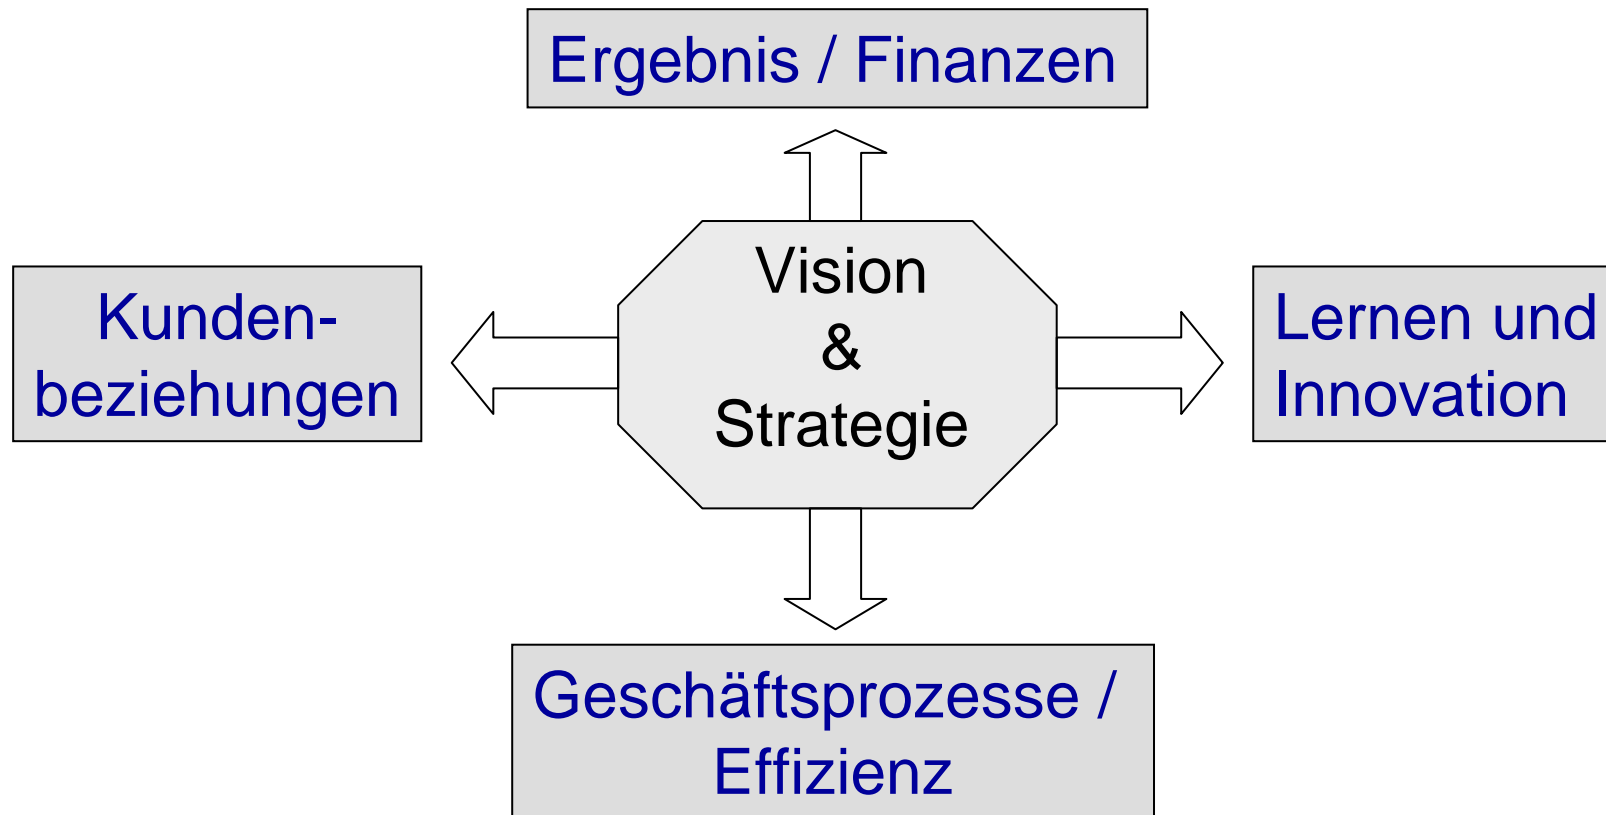 Ergebnis / Finanzen
Vision
&
Strategie
Kunden-
beziehungen
Lernen und
Innovation
Geschäftsprozesse /
Effizienz